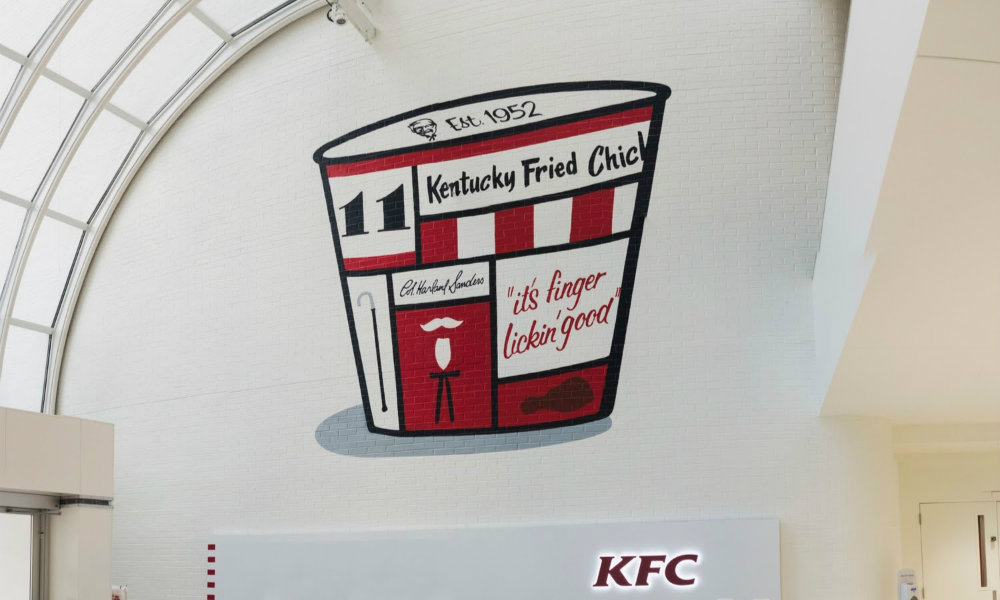 Est. 1952
Kentucky Fried Chic
11
Col. Harland Sanders
"it's finger
lickin' good"
KFC